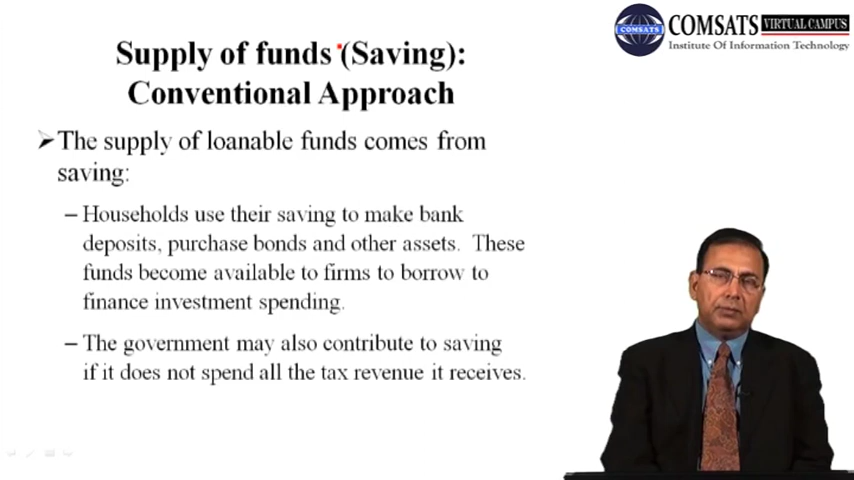 COMSATS VIRTUAL CAMPUS
COMSATS
Institute Of Information Technology
Supply of funds (Saving):
Conventional Approach
The supply of loanable funds comes from
saving:
– Households use their saving to make bank
deposits, purchase bonds and other assets. These
funds become available to firms to borrow to
finance investment spending.
– The government may also contribute to saving
if it does not spend all the tax revenue it receives.